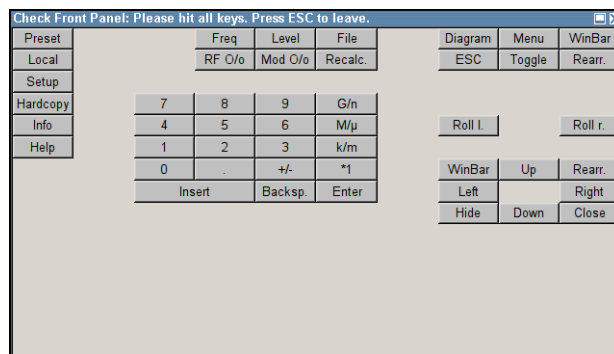 Check Front Panel: Please hit all keys. Press ESC to leave.
Preset Freq Level File Diagram Menu WinBar
Local RF O/o Mod O/o Recalc. ESC Toggle Rearr.
Setup
Hardcopy 7 8 9 G/n
Info 4 5 6 M/µ Roll l. Roll r.
Help 1 2 3 k/m
0 . +/- *1 WinBar Up Rearr.
Insert Backsp. Enter Left Right
Hide Down Close